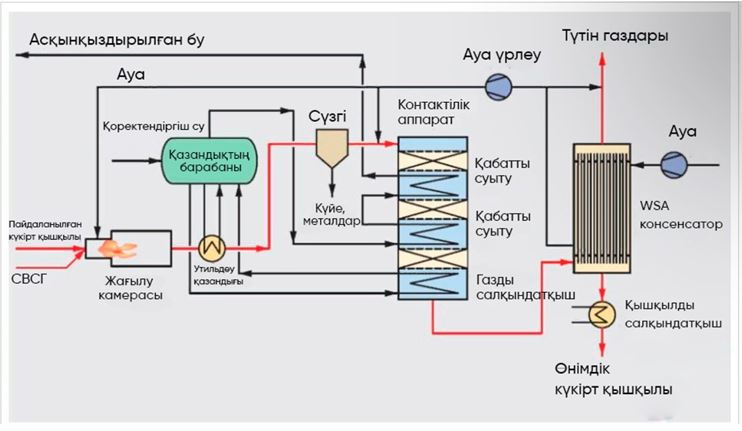 Асқынқыздырылған бу
Ауа үрлеу
Түтін газдары
Ауа
Қоректендіргіш су
Сүзгі
Контактілік
аппарат
Ауа
Қазандықтың
барабаны
Қабатты
суыту
Күйе,
металдар
WSA
консенсатор
Пайдаланылған
күкірт қышқылы
Қабатты
суыту
СВСГ
Жағылу
камерасы
Утильдеу
қазандығы
Газды
салқындатқыш
Қышқылды
салқындатқыш
Өнімдік
күкірт қышқылы